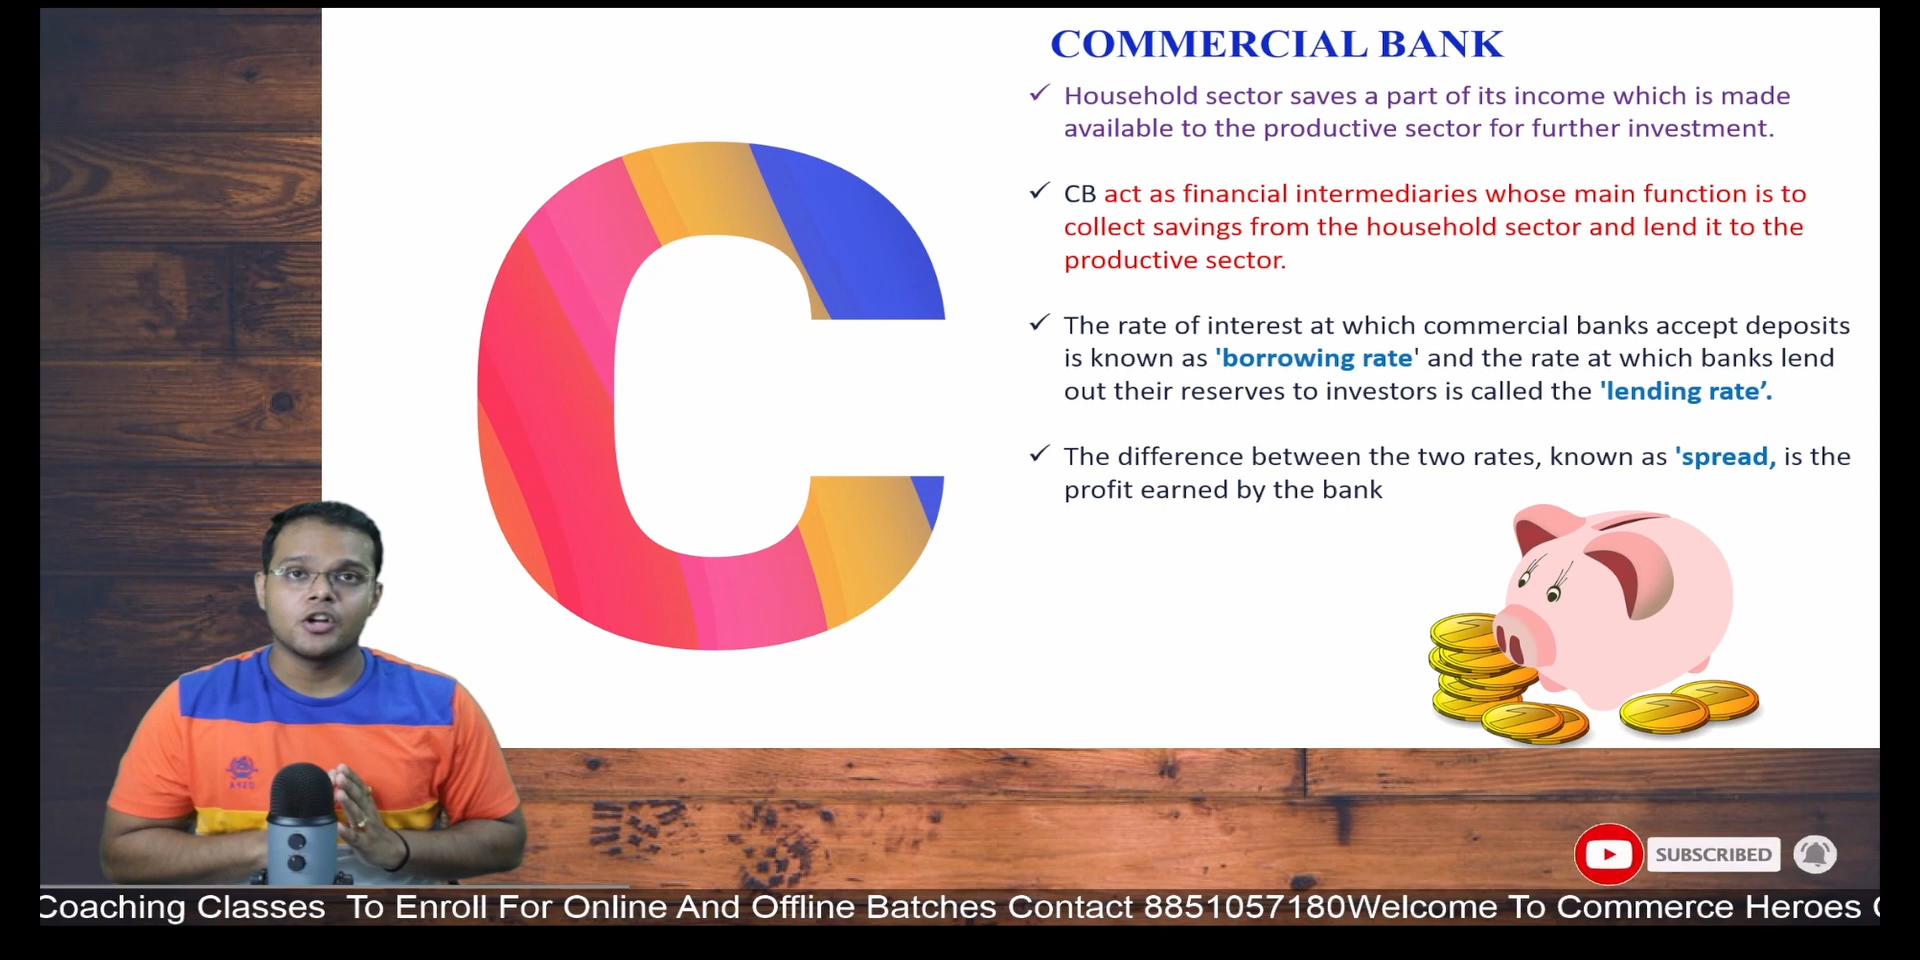 COMMERCIAL BANK
✓ Household sector saves a part of its income which is made
available to the productive sector for further investment.
✓ CB act as financial intermediaries whose main function is to
collect savings from the household sector and lend it to the
productive sector.
✓ The rate of interest at which commercial banks accept deposits
is known as 'borrowing rate' and the rate at which banks lend
out their reserves to investors is called the 'lending rate’.
✓ The difference between the two rates, known as 'spread, is the
profit earned by the bank
SUBSCRIBED
Coaching Classes  To Enroll For Online And Offline Batches Contact 8851057180Welcome To Commerce Heroes